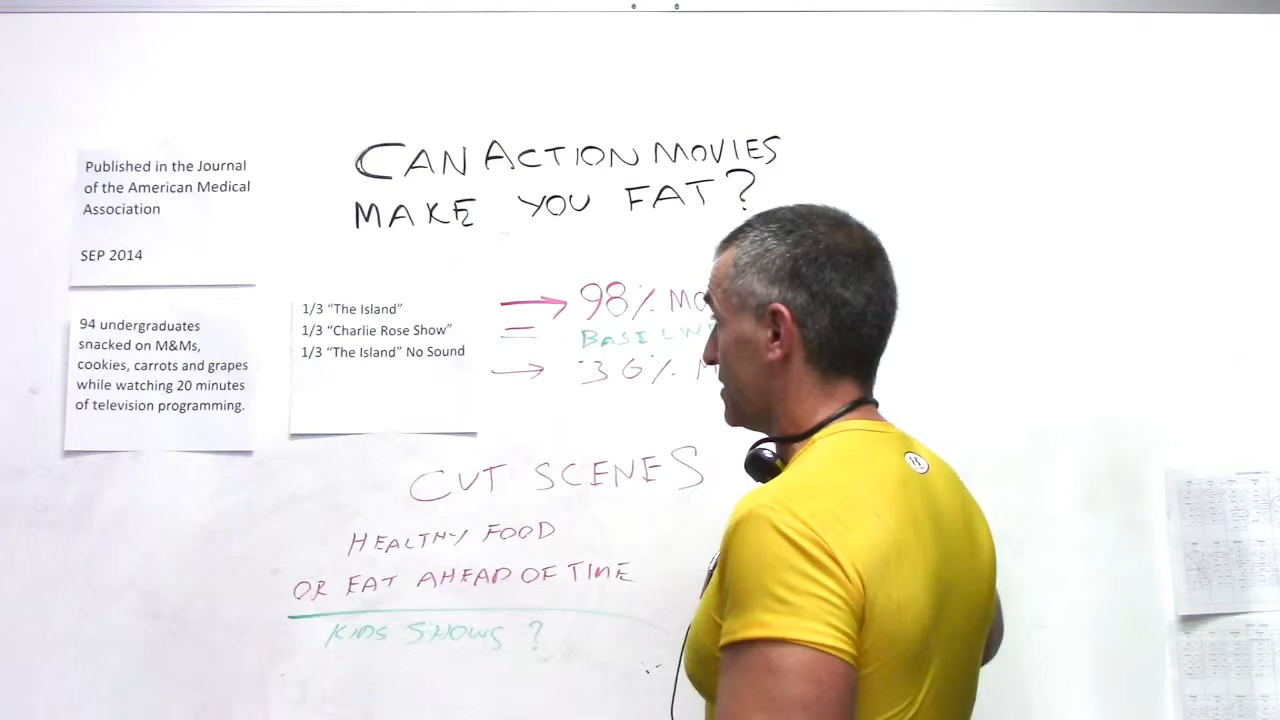 CAN ACTION MOVIES
MAKE YOU FAT?
Published in the Journal
of the American Medical
Association
SEP 2014
94 undergraduates
snacked on M&Ms,
cookies, carrots and grapes
while watching 20 minutes
of television programming.
1/3 “The Island”
1/3 “Charlie Rose Show”
1/3 “The Island” No Sound
→ 98% MO
= BASELINE
→ 36% M
CUT SCENES
HEALTHY FOOD
OR EAT AHEAD OF TIME
KIDS SHOWS ?